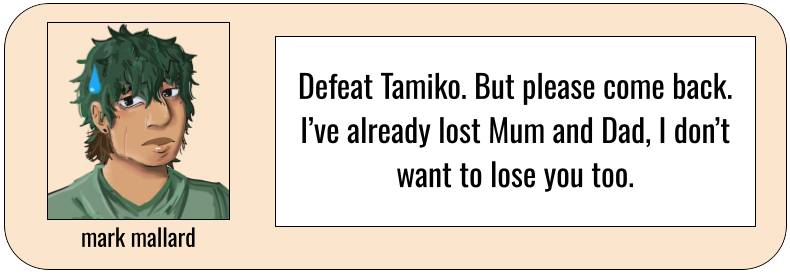 Defeat Tamiko. But please come back.
I’ve already lost Mum and Dad, I don’t
want to lose you too.
mark mallard